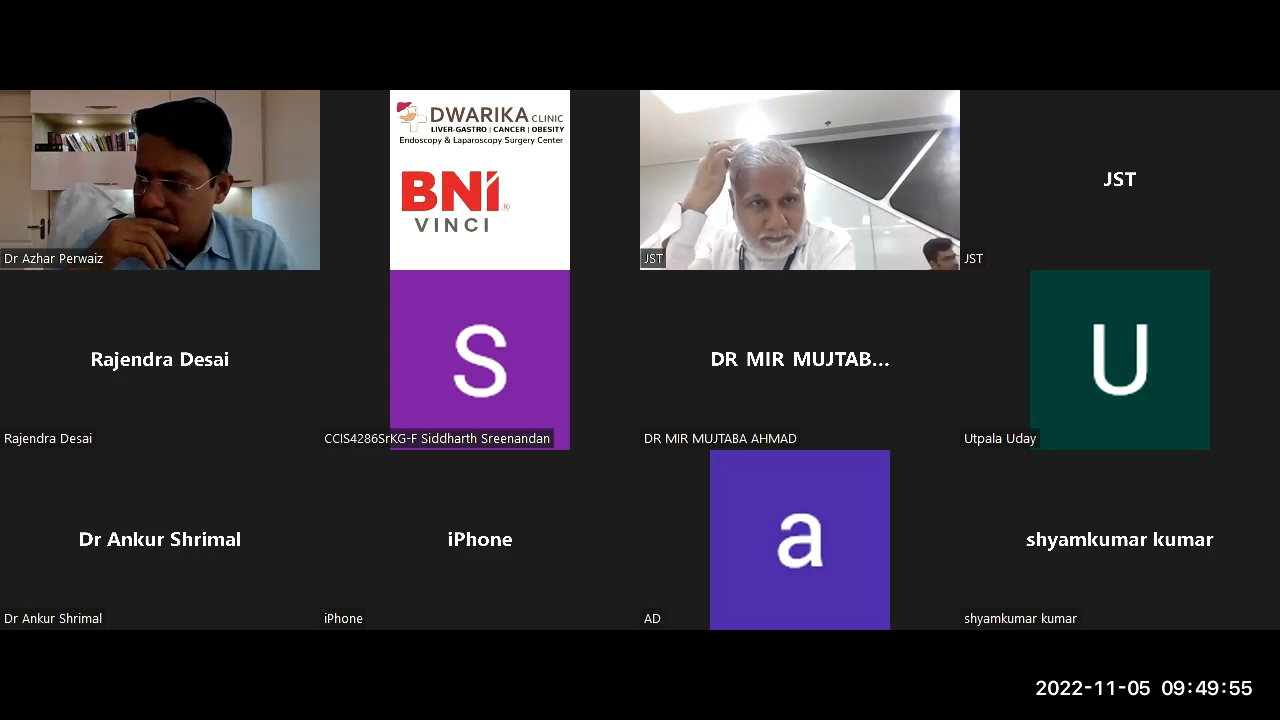 Dr Azhar Perwaiz
DWARIKA CLINIC
LIVER-GASTRO | CANCER | OBESITY
Endoscopy & Laparoscopy Surgery Center
BNI®
VINCI
JST
JST
JST
Rajendra Desai
Rajendra Desai
S
CCIS4286SrKG-F Siddharth Sreenandan
DR MIR MUJTAB...
DR MIR MUJTABA AHMAD
U
Utpala Uday
Dr Ankur Shrimal
Dr Ankur Shrimal
iPhone
iPhone
a
AD
shyamkumar kumar
shyamkumar kumar
2022-11-05 09:49:55